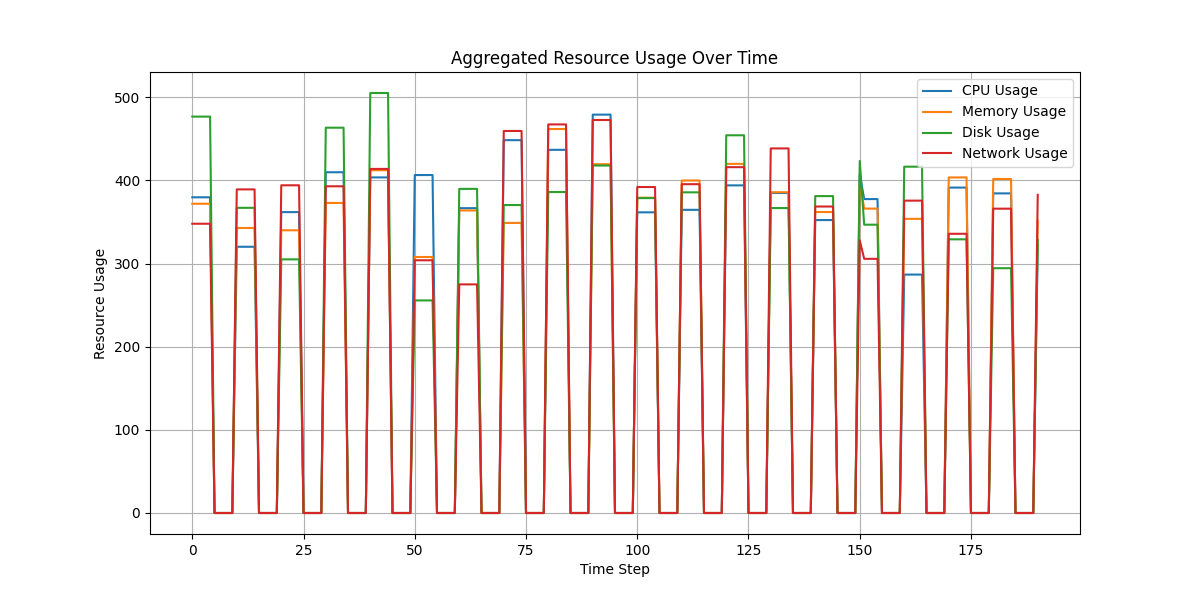 Aggregated Resource Usage Over Time
CPU Usage
Memory Usage
Disk Usage
Network Usage
Resource Usage
500
400
300
200
100
0
0 25 50 75 100 125 150 175
Time Step